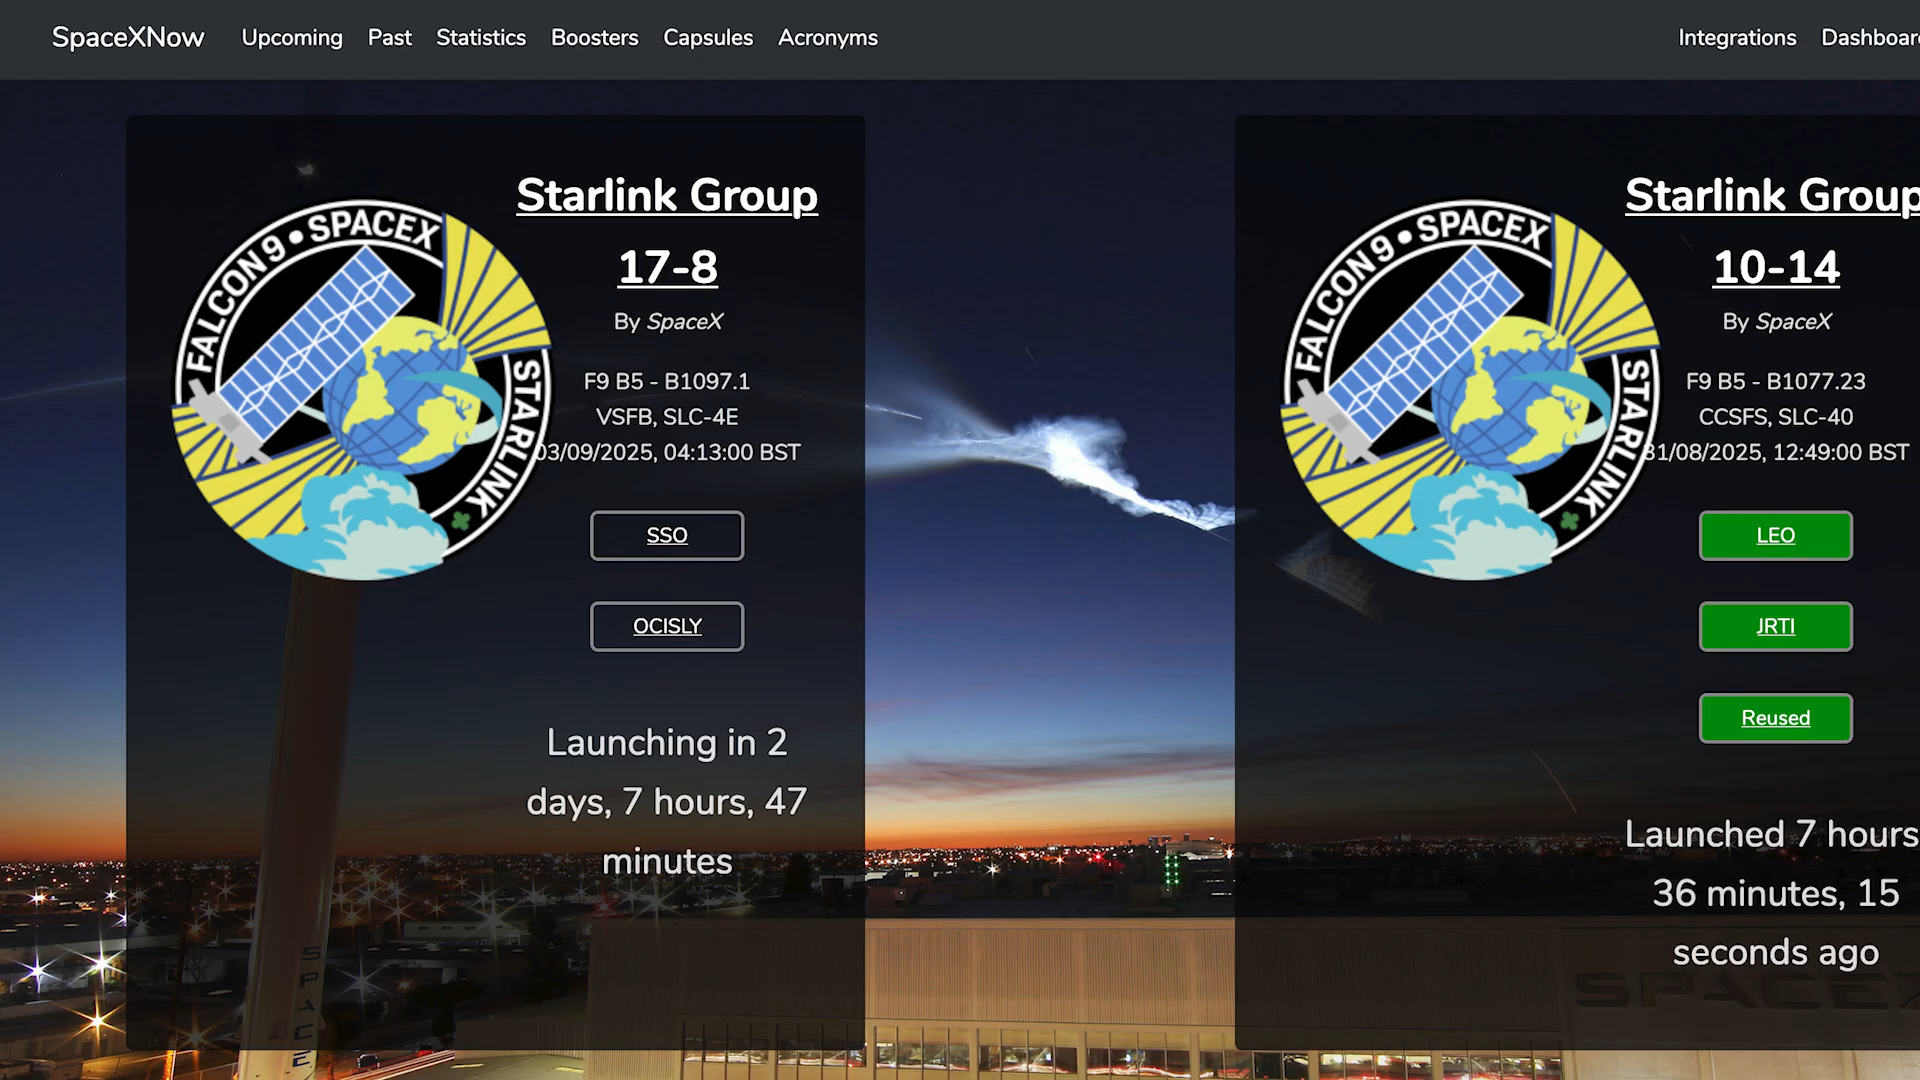 SpaceXNow Upcoming Past Statistics Boosters Capsules Acronyms Integrations Dashboar
FALCON 9 • SPACEX
STARLINK
Starlink Group
17-8
By SpaceX
F9 B5 - B1097.1
VSFB, SLC-4E
03/09/2025, 04:13:00 BST
SSO
OCISLY
Launching in 2
days, 7 hours, 47
minutes
FALCON 9 • SPACEX
STARLINK
Starlink Group
10-14
By SpaceX
F9 B5 - B1077.23
CCSFS, SLC-40
31/08/2025, 12:49:00 BST
LEO
JRTI
Reused
Launched 7 hours
36 minutes, 15
seconds ago
SPACE
SPACEX